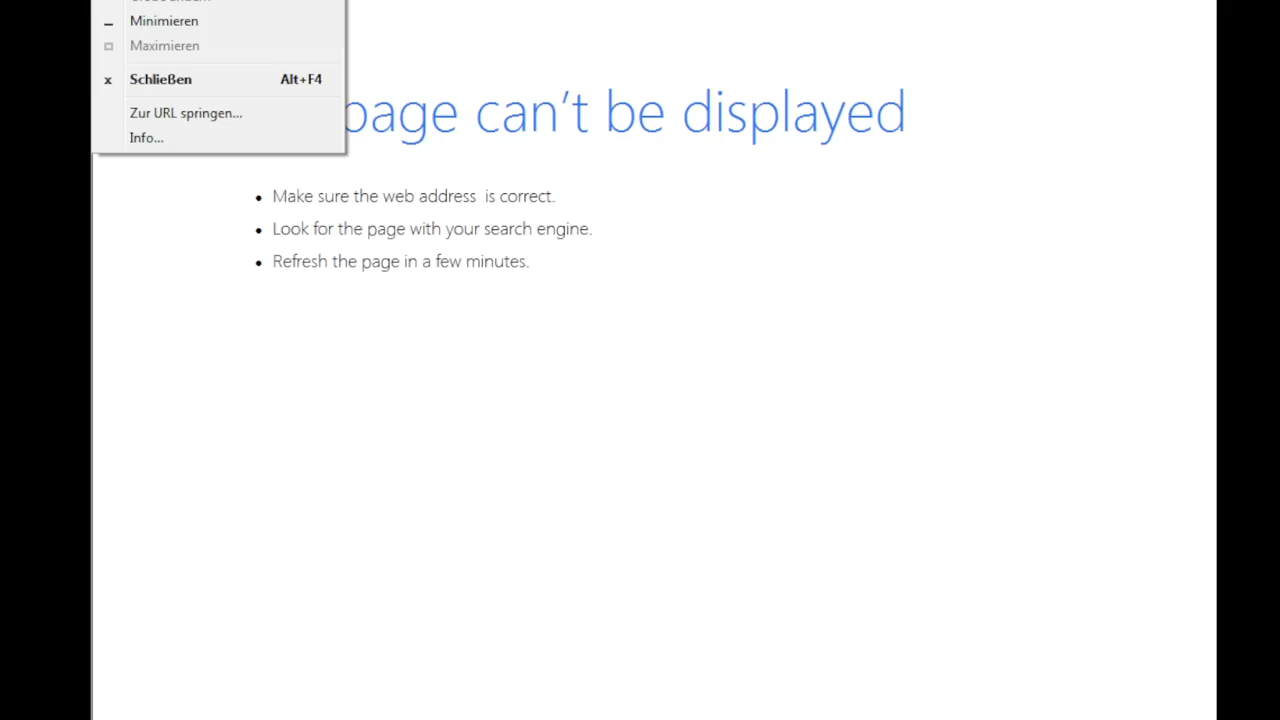 Minimieren
Maximieren
Schließen Alt+F4
Zur URL springen...
Info...
page can't be displayed
Make sure the web address is correct.
Look for the page with your search engine.
Refresh the page in a few minutes.